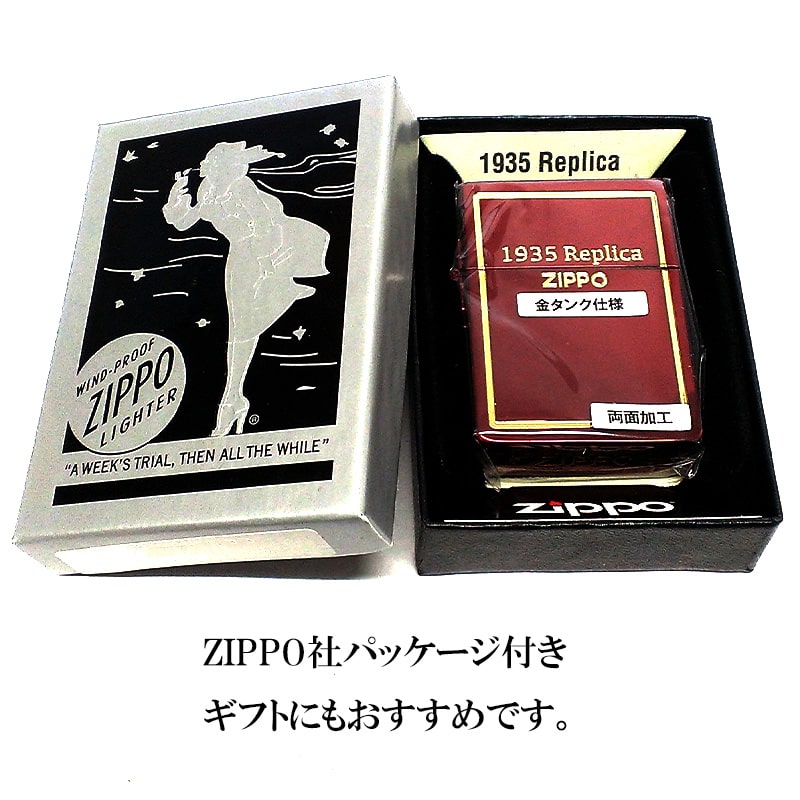 WIND-PROOF
ZIPPO
LIGHTER
®
"A WEEK'S TRIAL, THEN ALL THE WHILE"
1935 Replica
1935 Replica
ZIPPO
金タンク仕様
両面加工
zippo
ZIPPO社パッケージ付き
ギフトにもおすすめです。